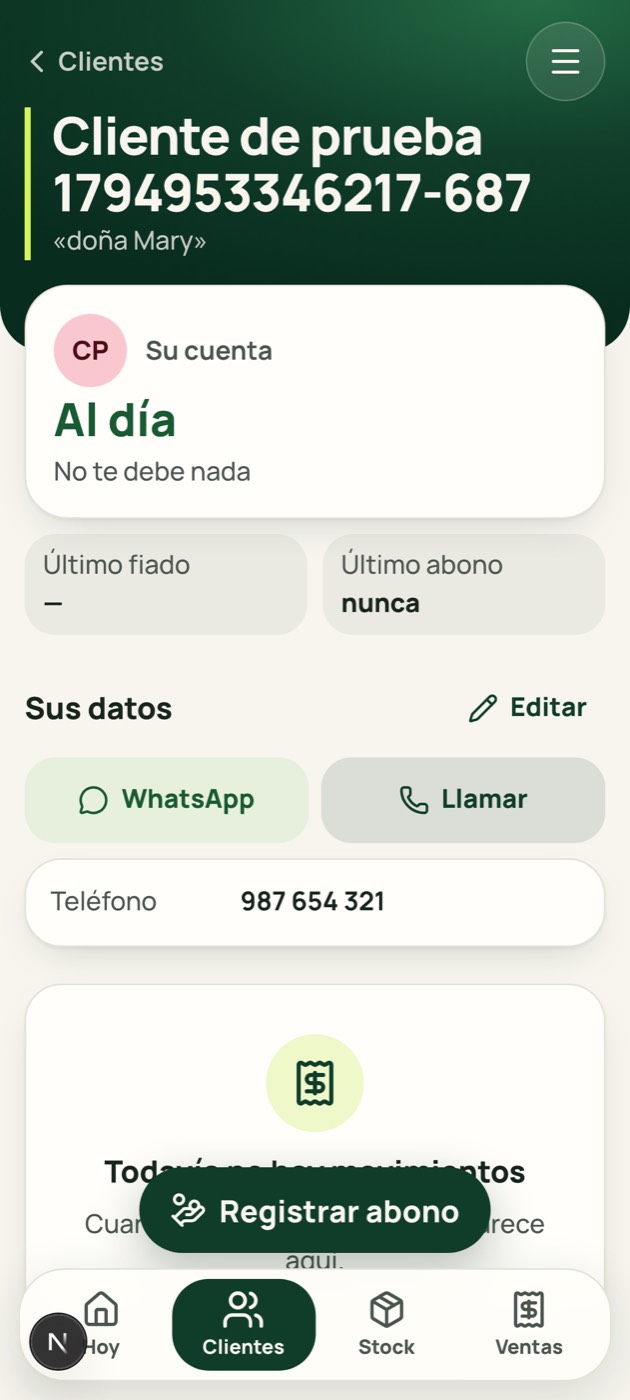 Clientes
Cliente de prueba
1794953346217-687
«doña Mary»
CP Su cuenta
Al día
No te debe nada
Último fiado
—
Último abono
nunca
Sus datos
Editar
WhatsApp
Llamar
Teléfono 987 654 321
Registrar abono
aquí.
N
Hoy
Clientes
Stock
Ventas